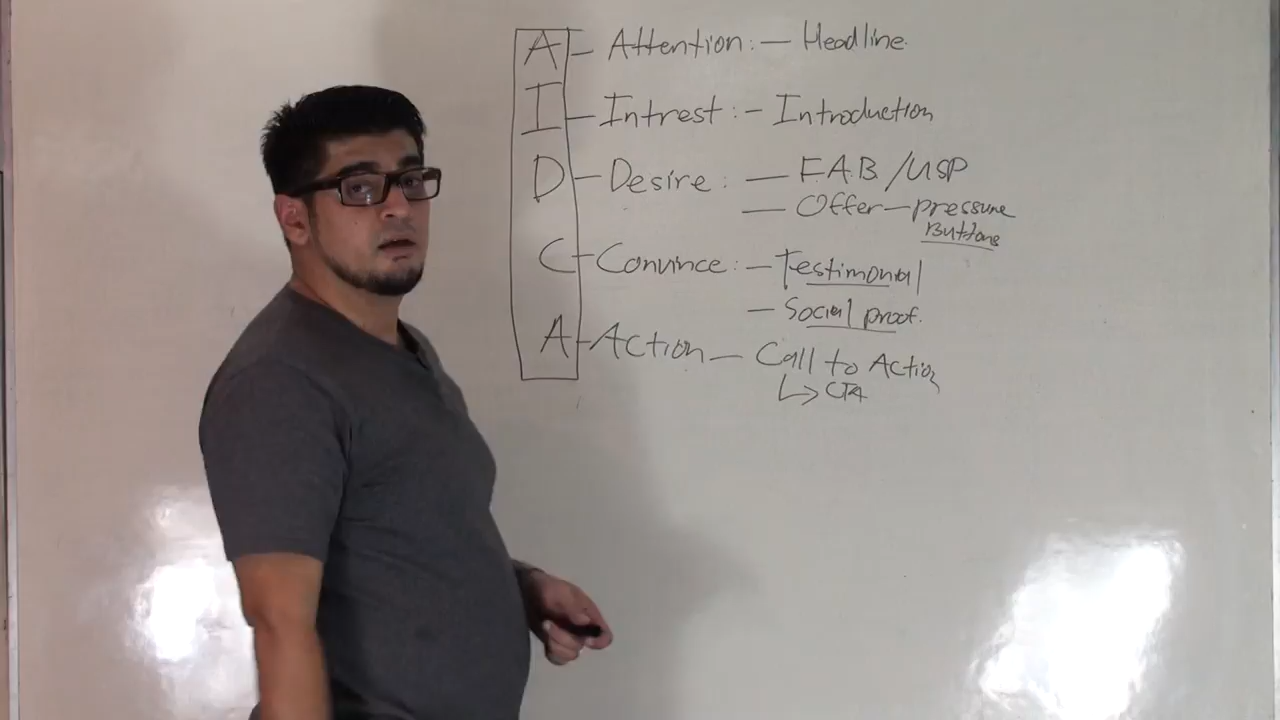 A - Attention : - Headline.
I - Intrest :- Introduction
D - Desire : - F.A.B. / USP
- Offer - pressure
Buttons
C - Convince : - Testimonial
- Social proof.
A - Action - Call to Action
↳ CTA